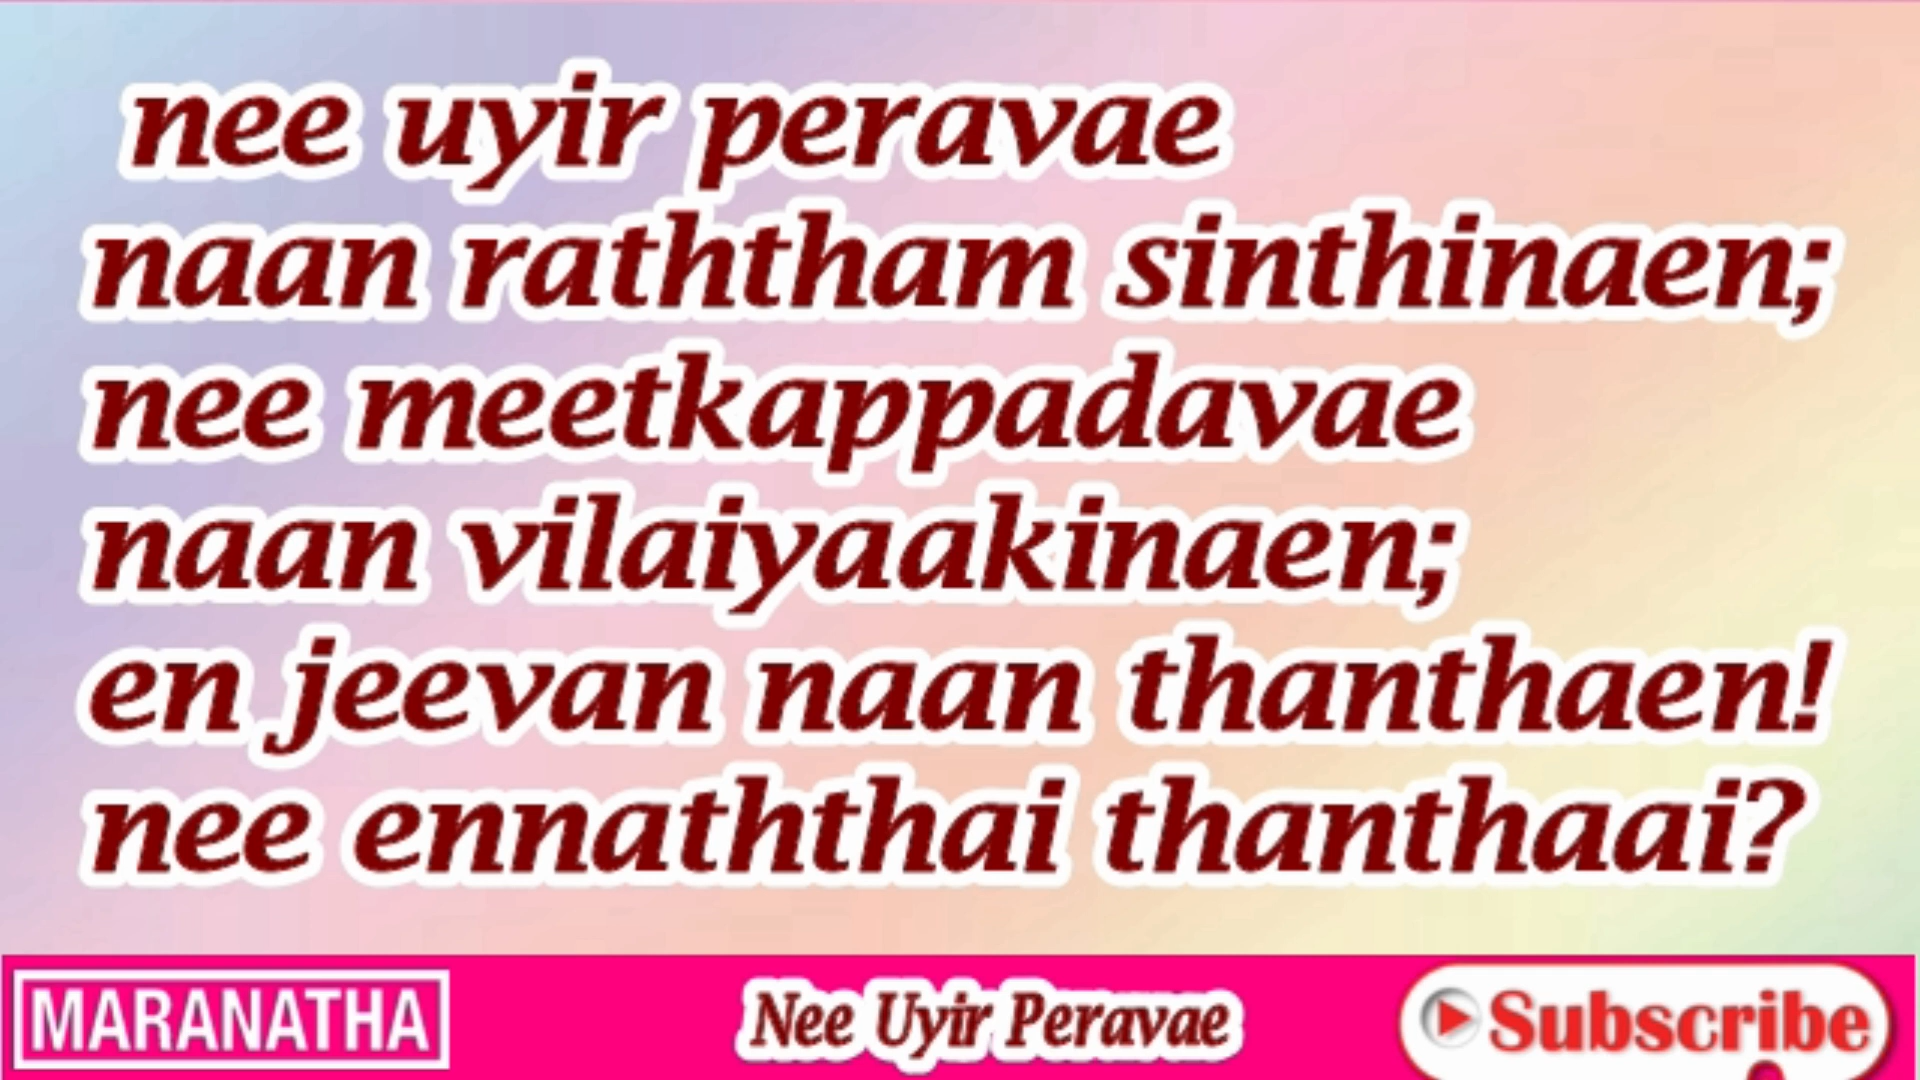 nee uyir peravae
naan raththam sinthinaen;
nee meetkappadavae
naan vilaiyaakinaen;
en jeevan naan thanthaen!
nee ennaththai thanthaai?
MARANATHA
Nee Uyir Peravae
Subscribe